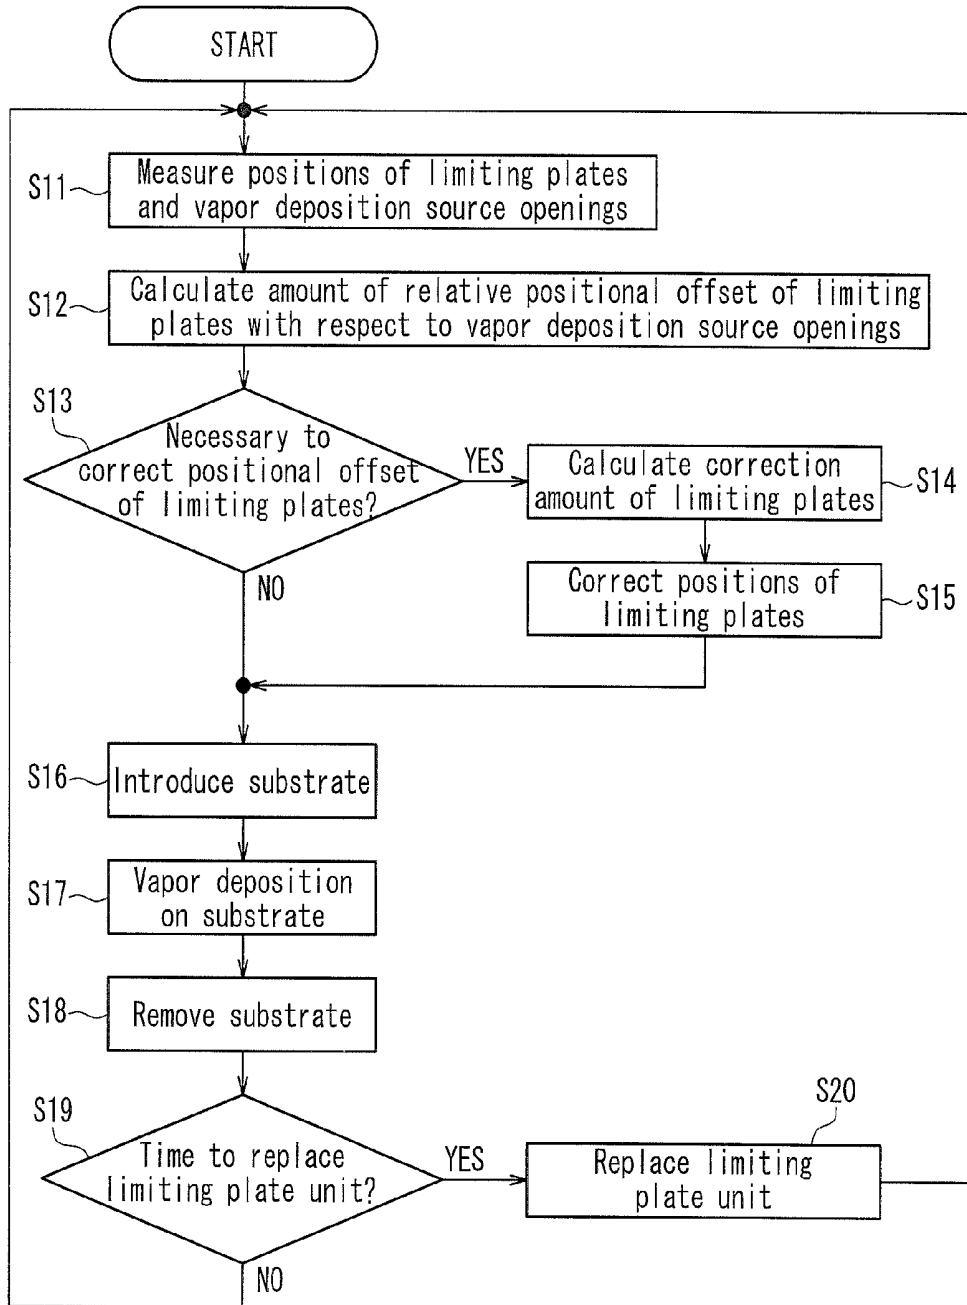 START
S11
Measure positions of limiting plates
and vapor deposition source openings
S12
Calculate amount of relative positional offset of limiting
plates with respect to vapor deposition source openings
S13
Necessary to
correct positional offset
of limiting plates?
YES
Calculate correction
amount of limiting plates
S14
NO
Correct positions of
limiting plates
S15
S16
Introduce substrate
S17
Vapor deposition
on substrate
S18
Remove substrate
S19
Time to replace
limiting plate unit?
YES
S20
Replace limiting
plate unit
NO